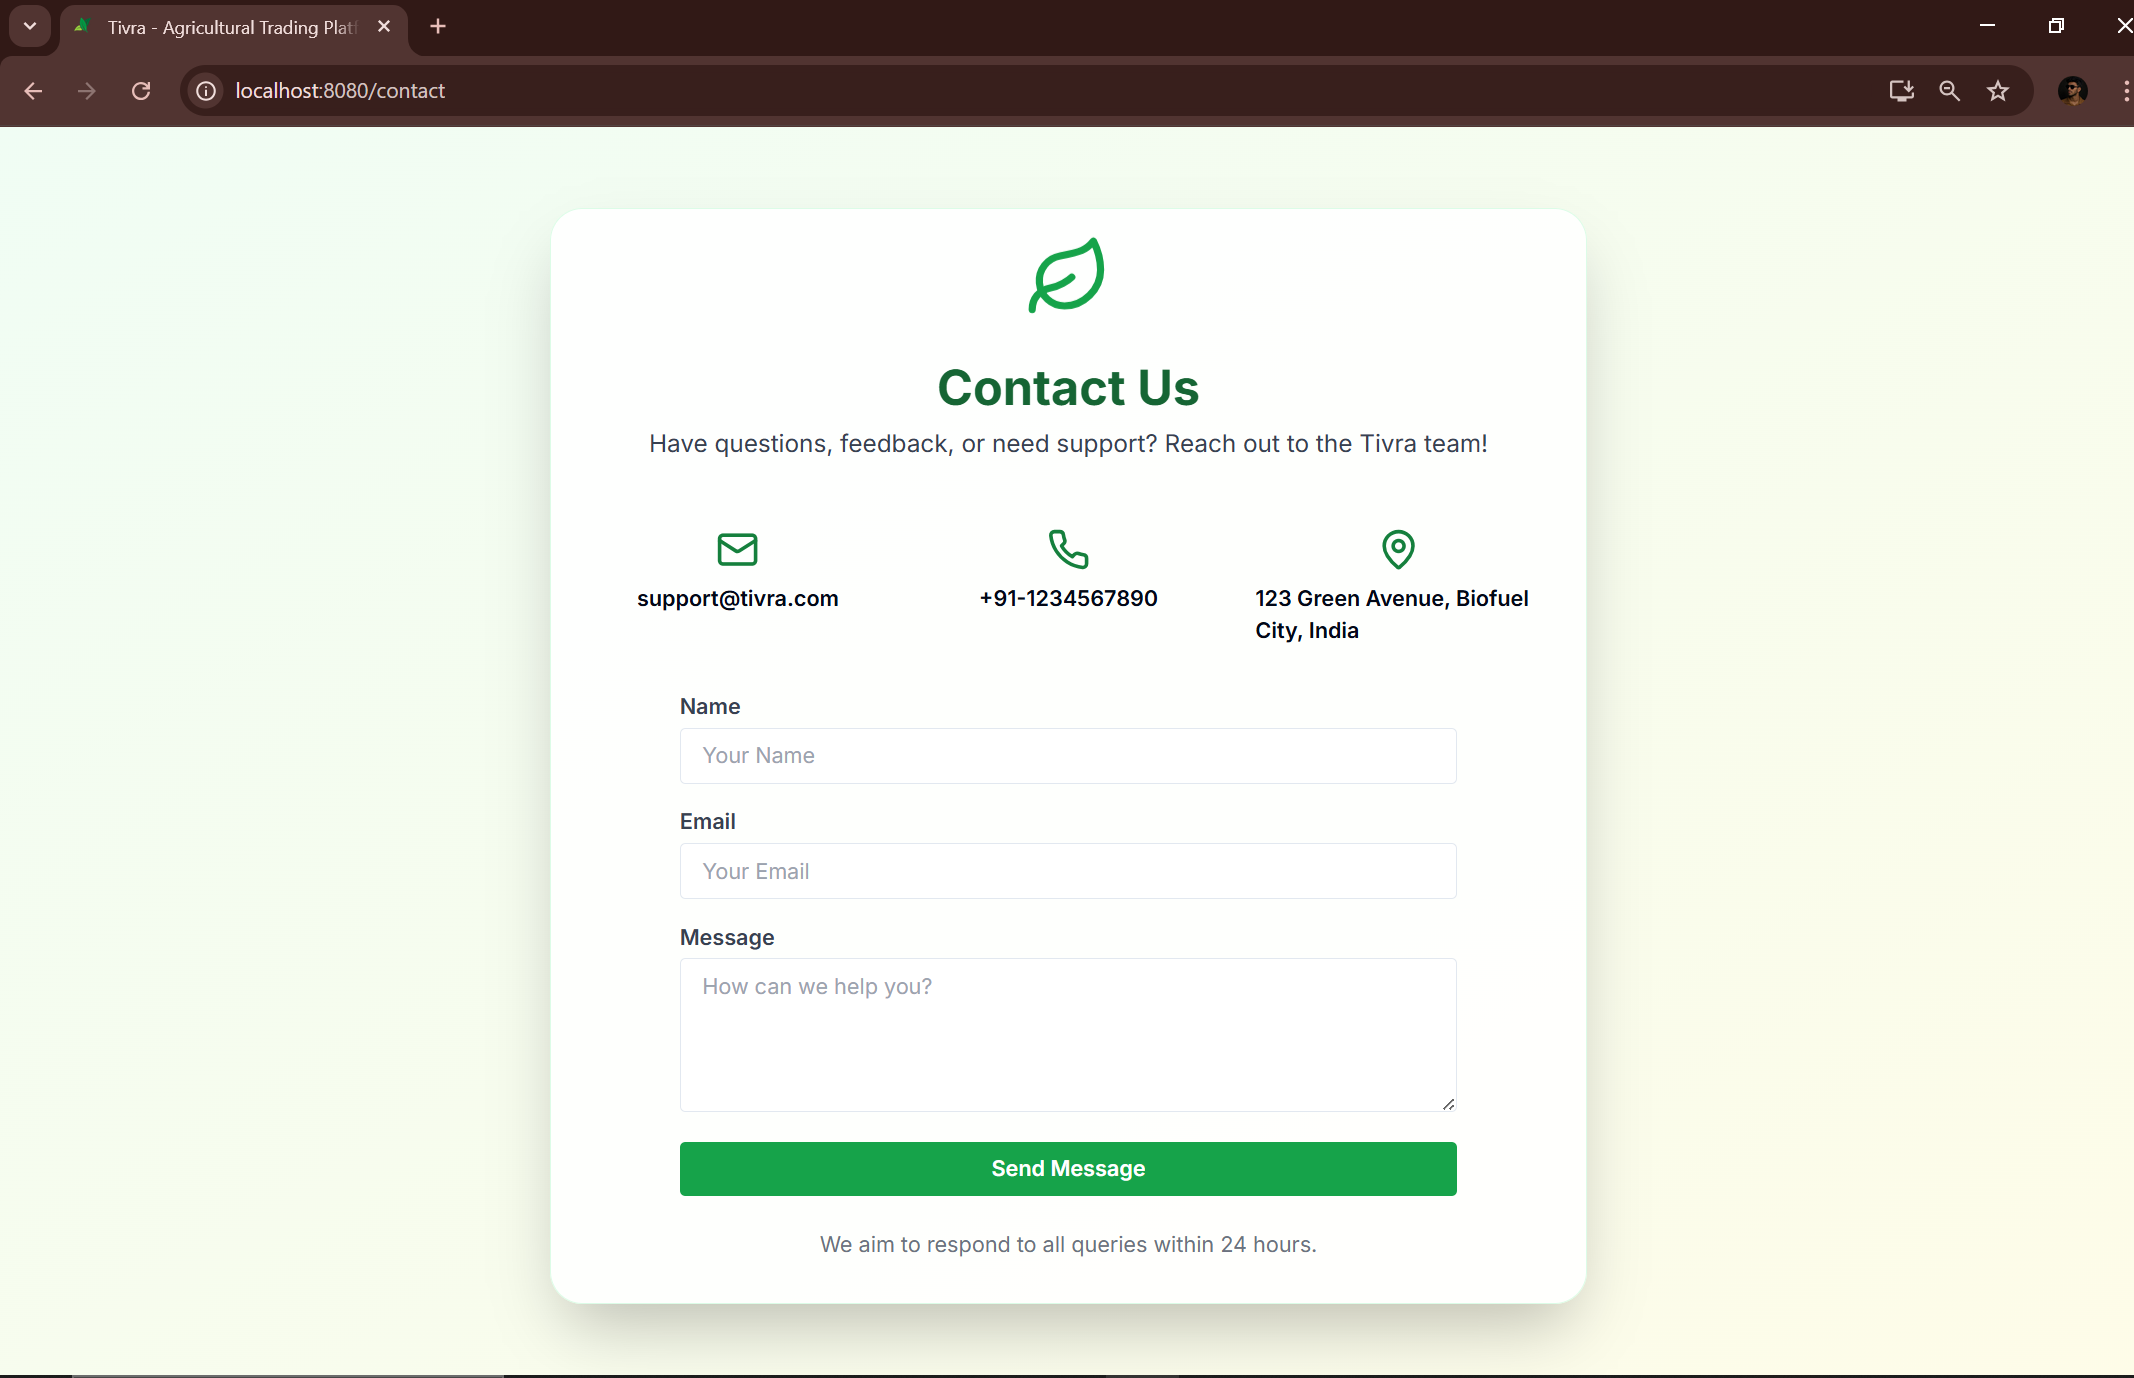 Tivra - Agricultural Trading Platf
localhost:8080/contact
Contact Us
Have questions, feedback, or need support? Reach out to the Tivra team!
support@tivra.com
+91-1234567890
123 Green Avenue, Biofuel
City, India
Name
Your Name
Email
Your Email
Message
How can we help you?
Send Message
We aim to respond to all queries within 24 hours.